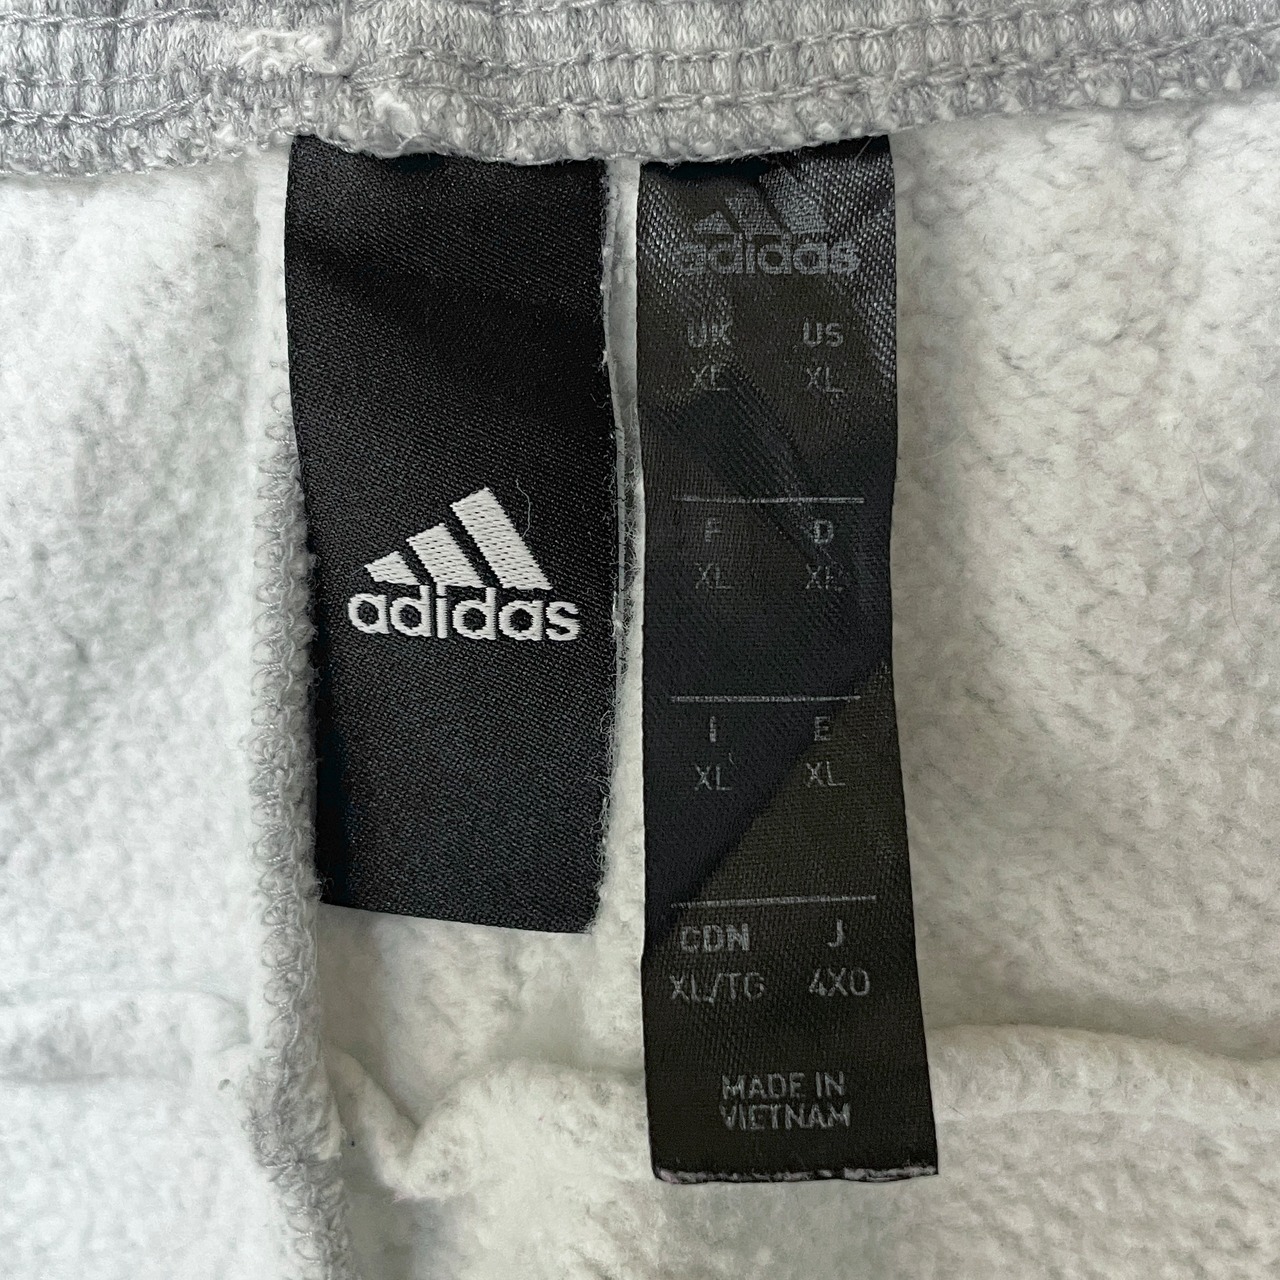 adidas
adidas
UK US
XL XL
F D
XL XL
I E
XL XL
CDN J
XL/TG 4XO
MADE IN
VIETNAM